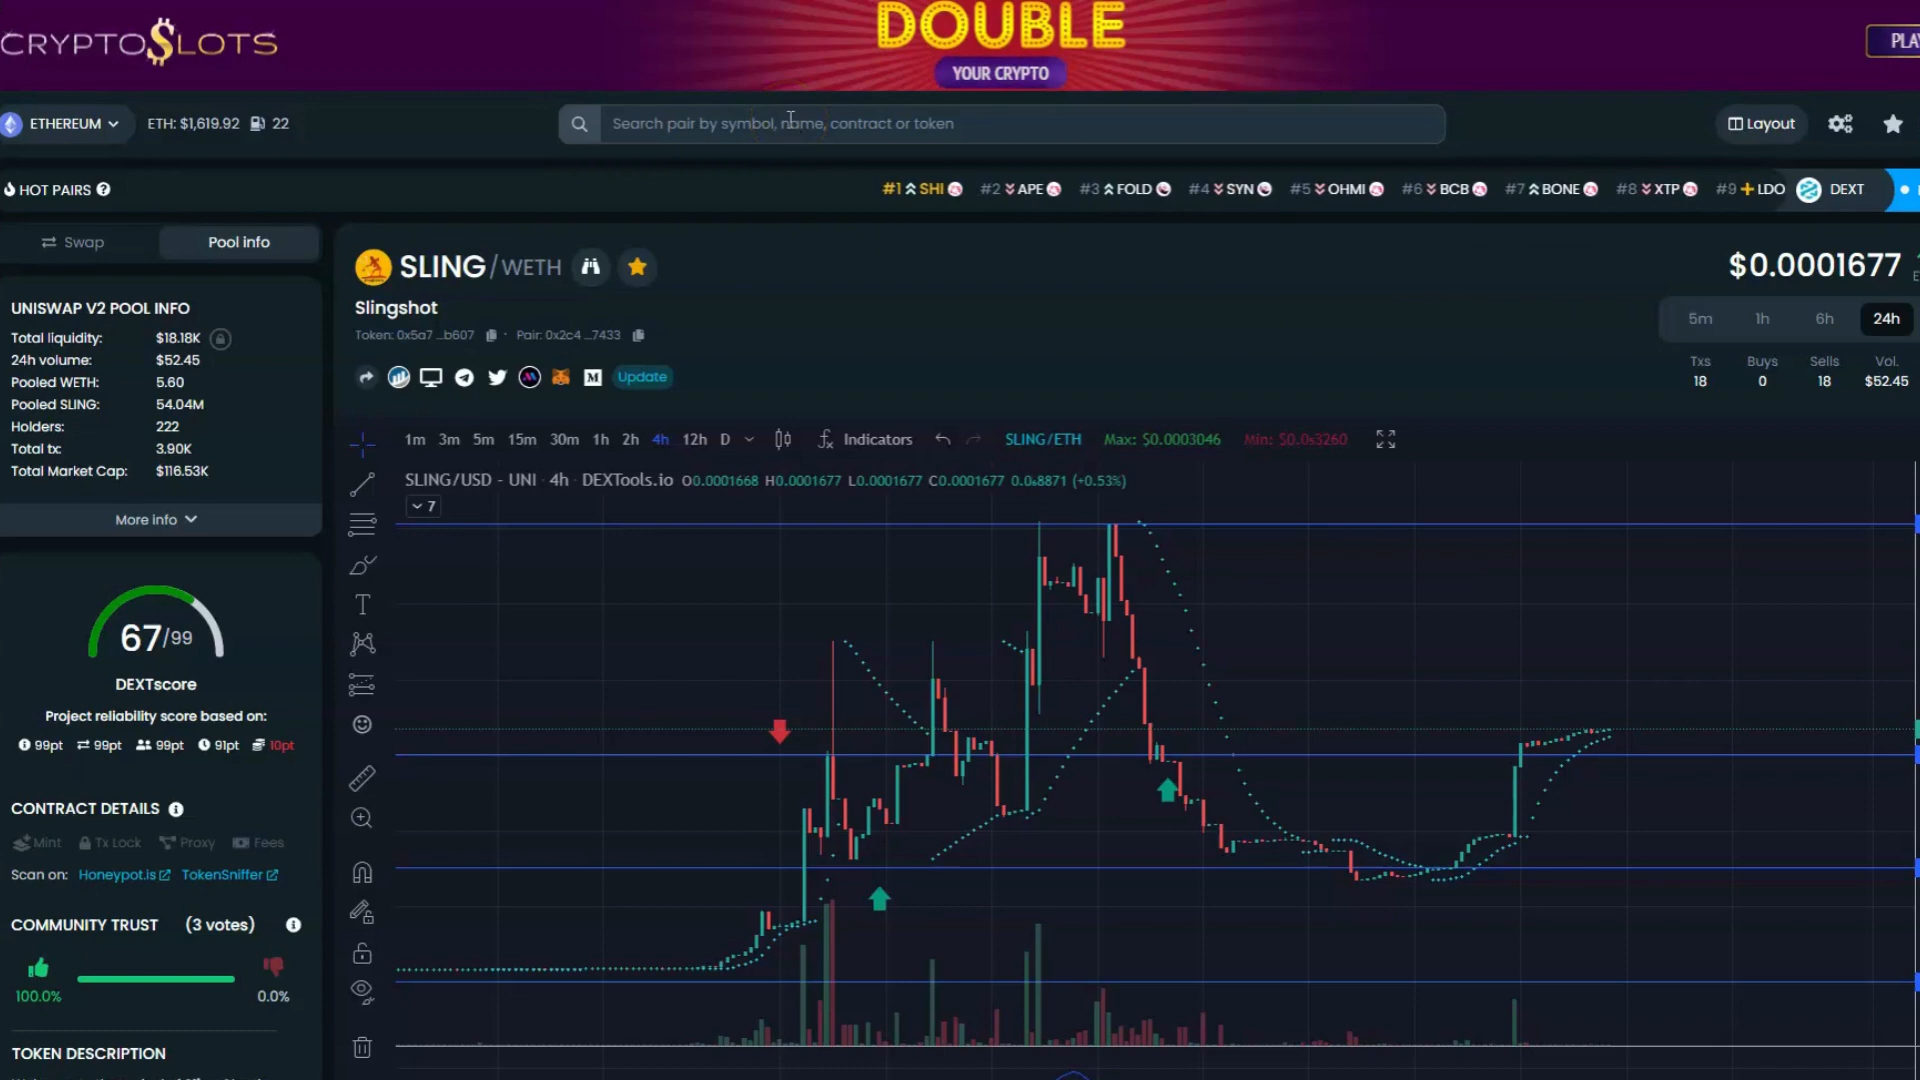 CRYPTO$LOTS
DOUBLE
YOUR CRYPTO
ETHEREUM
ETH: $1,619.92
22
Search pair by symbol, name, contract or token
Layout
HOT PAIRS
#1 SHI #2 APE #3 FOLD #4 SYN #5 OHMI #6 BCB #7 BONE #8 XTP #9 LDO
DEXT
Swap
Pool info
SLING/WETH
$0.0001677
Slingshot
Token: 0x5a7 ...b607 · Pair: 0x2c4 ...7433
5m 1h 6h 24h
Txs Buys Sells Vol.
18 0 18 $52.45
Update
UNISWAP V2 POOL INFO
Total liquidity: $18.18K
24h volume: $52.45
Pooled WETH: 5.60
Pooled SLING: 54.04M
Holders: 222
Total tx: 3.90K
Total Market Cap: $116.53K
More info
1m 3m 5m 15m 30m 1h 2h 4h 12h D
Indicators
SLING/ETH Max: $0.0003046 Min: $0.0₅3260
SLING/USD - UNI · 4h · DEXTools.io O0.0001668 H0.0001677 L0.0001677 C0.0001677 0.0₆8871 (+0.53%)
7
67/99
DEXTscore
Project reliability score based on:
99pt 99pt 99pt 91pt 10pt
CONTRACT DETAILS
Mint Tx Lock Proxy Fees
Scan on: Honeypot.is TokenSniffer
COMMUNITY TRUST (3 votes)
100.0% 0.0%
TOKEN DESCRIPTION